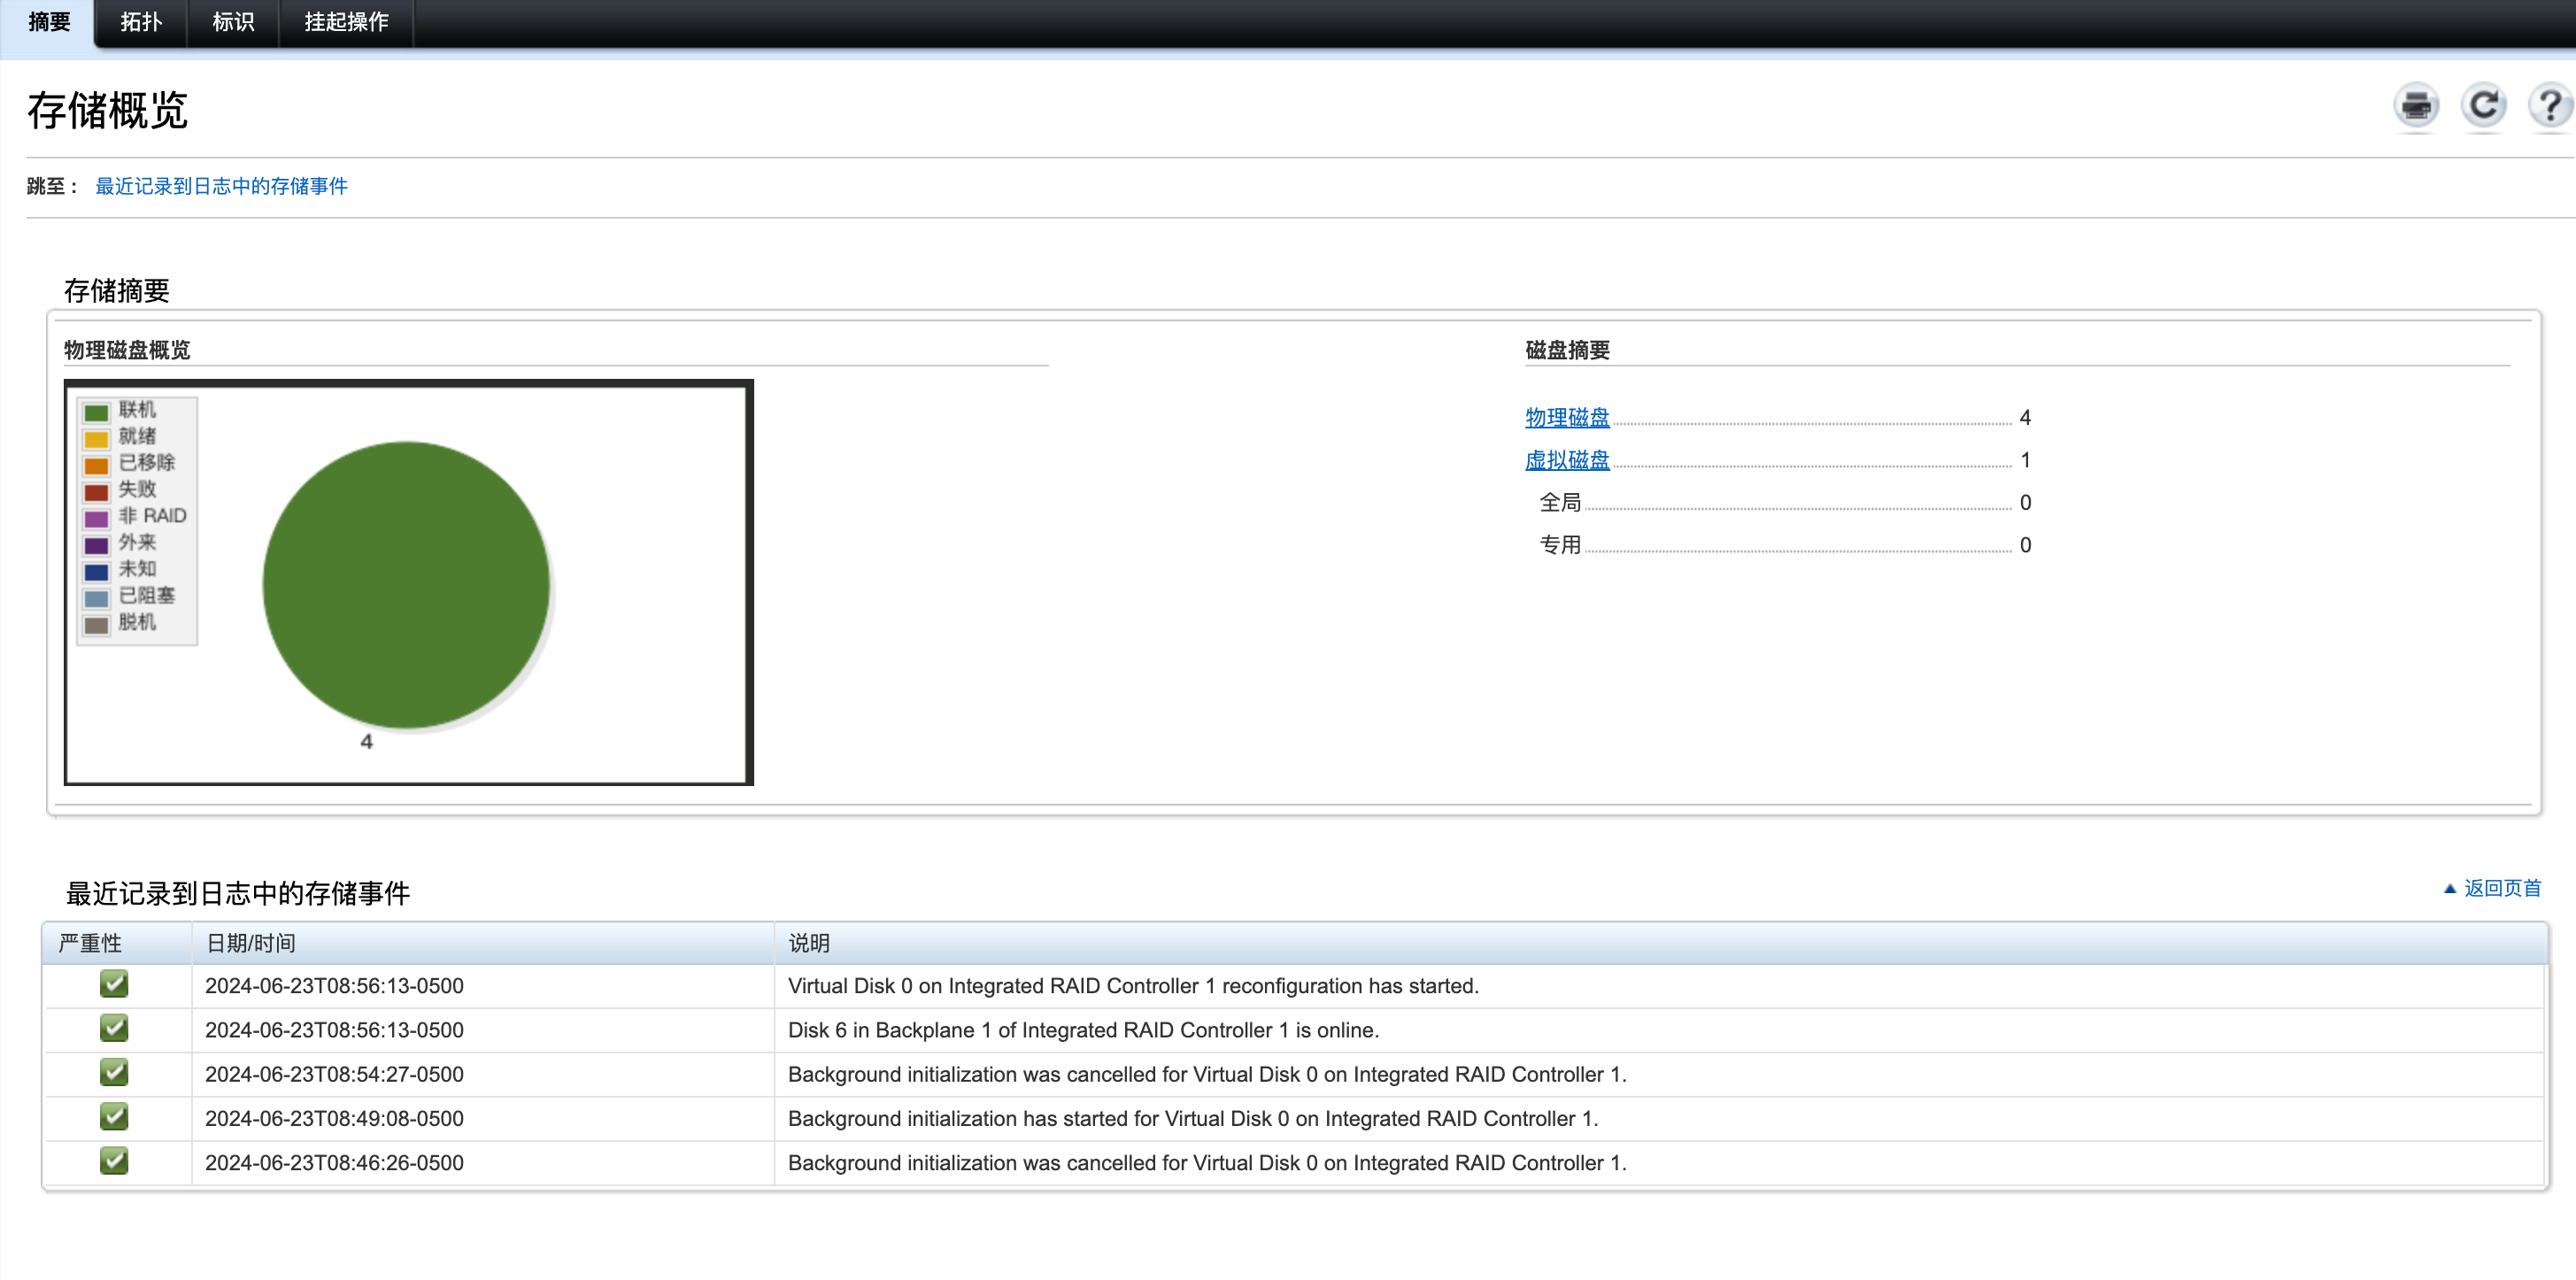 摘要 拓扑 标识 挂起操作
存储概览
跳至： 最近记录到日志中的存储事件
存储摘要
物理磁盘概览
联机
就绪
已移除
失败
非 RAID
外来
未知
已阻塞
脱机
4
磁盘摘要
物理磁盘 4
虚拟磁盘 1
全局 0
专用 0
最近记录到日志中的存储事件
▲ 返回页首
严重性 日期/时间 说明
2024-06-23T08:56:13-0500 Virtual Disk 0 on Integrated RAID Controller 1 reconfiguration has started.
2024-06-23T08:56:13-0500 Disk 6 in Backplane 1 of Integrated RAID Controller 1 is online.
2024-06-23T08:54:27-0500 Background initialization was cancelled for Virtual Disk 0 on Integrated RAID Controller 1.
2024-06-23T08:49:08-0500 Background initialization has started for Virtual Disk 0 on Integrated RAID Controller 1.
2024-06-23T08:46:26-0500 Background initialization was cancelled for Virtual Disk 0 on Integrated RAID Controller 1.